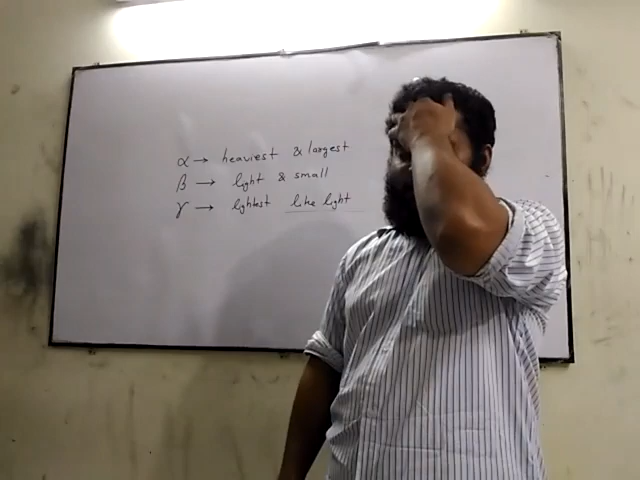 α → heaviest & largest
β → light & small
γ → lightest like light